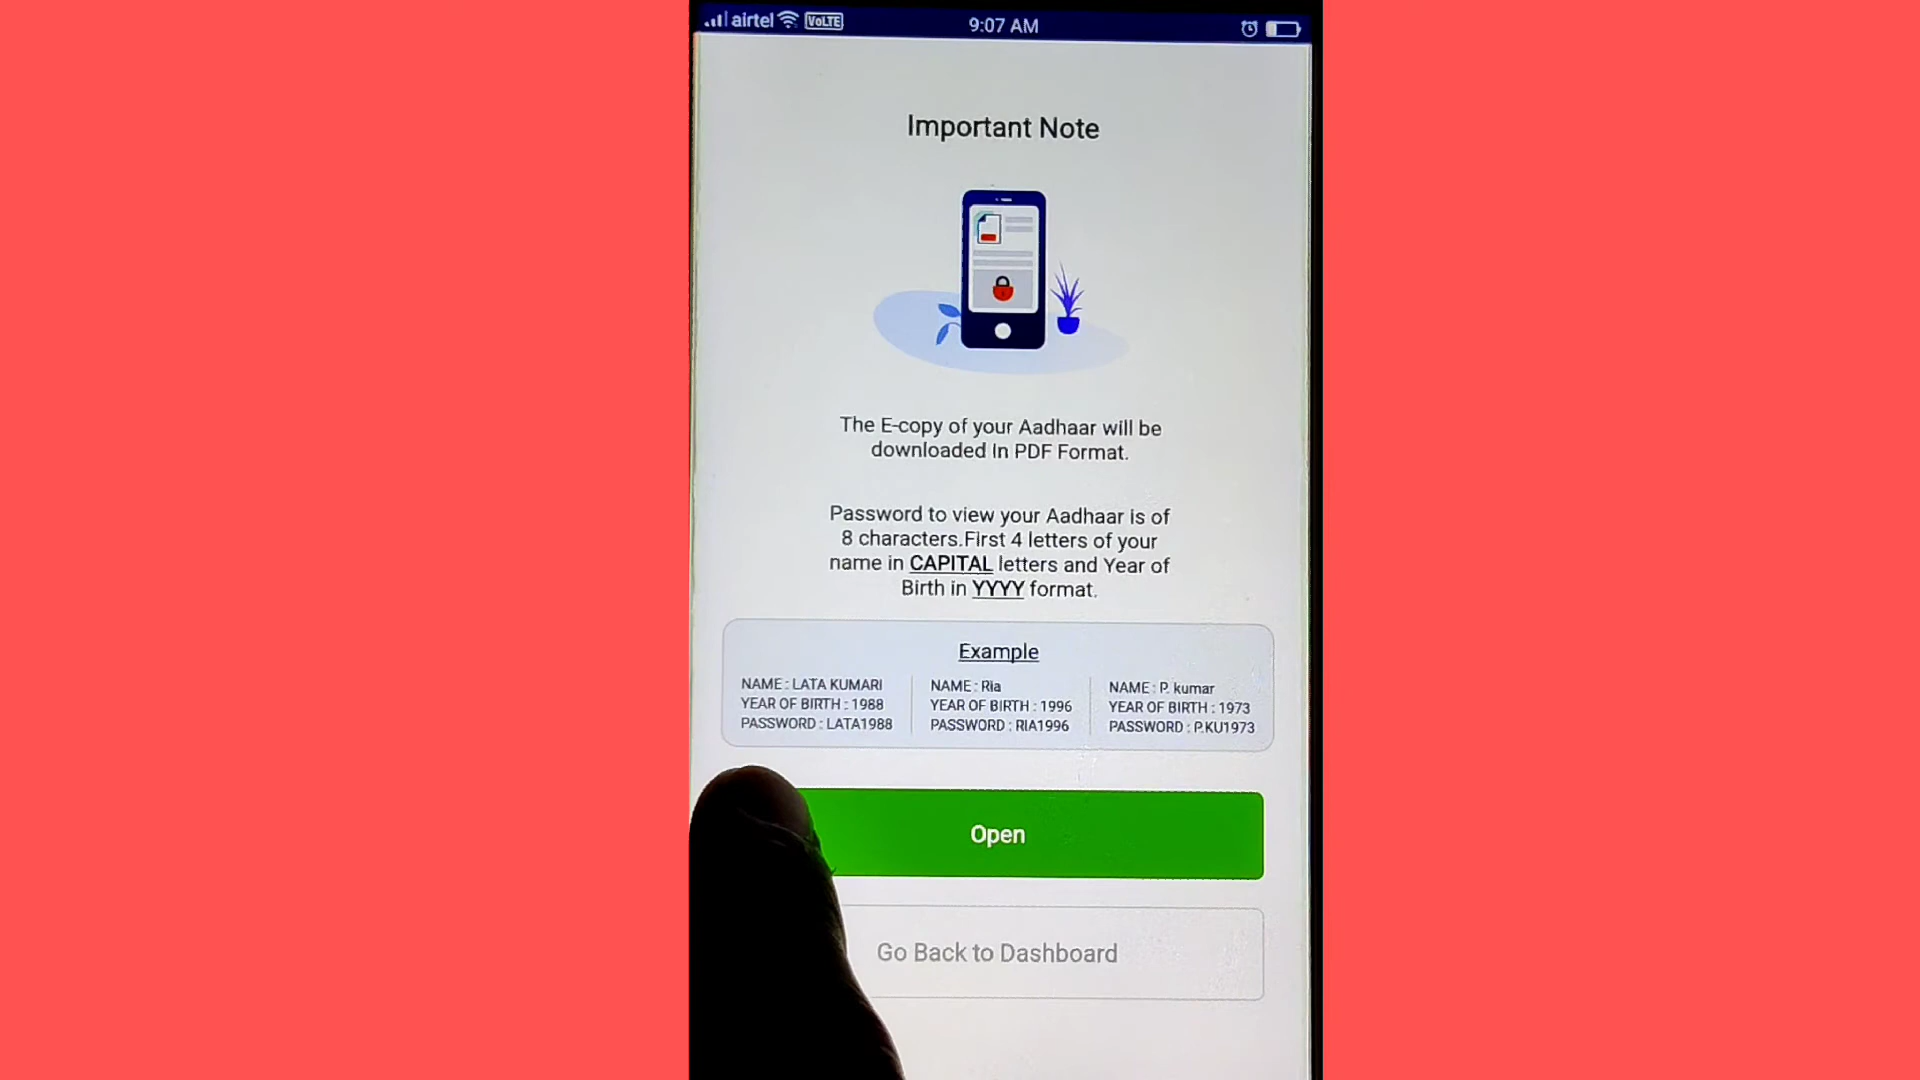 airtel VoLTE 9:07 AM
Important Note
The E-copy of your Aadhaar will be
downloaded In PDF Format.
Password to view your Aadhaar is of
8 characters.First 4 letters of your
name in CAPITAL letters and Year of
Birth in YYYY format.
Example
NAME : LATA KUMARI
YEAR OF BIRTH : 1988
PASSWORD : LATA1988
NAME : Ria
YEAR OF BIRTH : 1996
PASSWORD : RIA1996
NAME : P. kumar
YEAR OF BIRTH : 1973
PASSWORD : P.KU1973
Open
Go Back to Dashboard